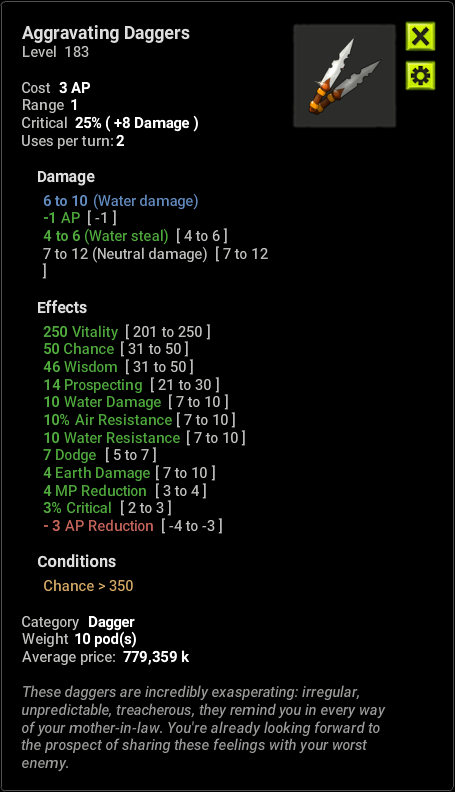 Aggravating Daggers
Level 183
Cost 3 AP
Range 1
Critical 25% ( +8 Damage )
Uses per turn: 2
Damage
6 to 10 (Water damage)
-1 AP [ -1 ]
4 to 6 (Water steal) [ 4 to 6 ]
7 to 12 (Neutral damage) [ 7 to 12
]
Effects
250 Vitality [ 201 to 250 ]
50 Chance [ 31 to 50 ]
46 Wisdom [ 31 to 50 ]
14 Prospecting [ 21 to 30 ]
10 Water Damage [ 7 to 10 ]
10% Air Resistance [ 7 to 10 ]
10 Water Resistance [ 7 to 10 ]
7 Dodge [ 5 to 7 ]
4 Earth Damage [ 7 to 10 ]
4 MP Reduction [ 3 to 4 ]
3% Critical [ 2 to 3 ]
- 3 AP Reduction [ -4 to -3 ]
Conditions
Chance > 350
Category Dagger
Weight 10 pod(s)
Average price: 779,359 k
These daggers are incredibly exasperating: irregular,
unpredictable, treacherous, they remind you in every way
of your mother-in-law. You're already looking forward to
the prospect of sharing these feelings with your worst
enemy.